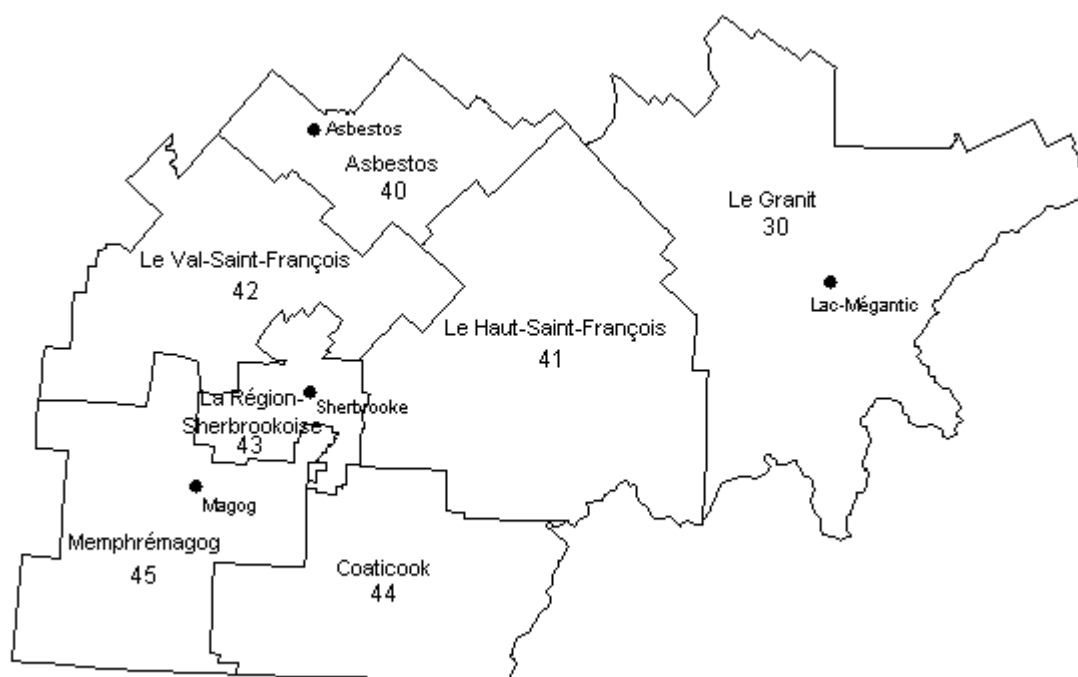 Asbestos
Asbestos
40
Le Granit
30
Le Val-Saint-François
42
Lac-Mégantic
Le Haut-Saint-François
41
La Région-
Sherbrookoise
43
Sherbrooke
Magog
Memphrémagog
45
Coaticook
44